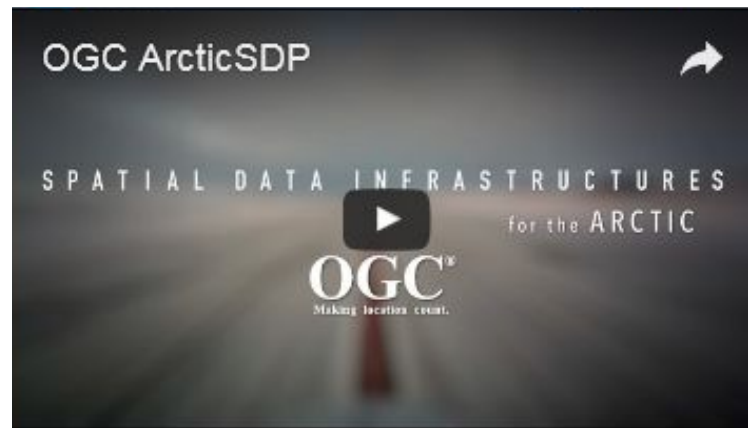 OGC ArcticSDP
SPATIAL DATA INFRASTRUCTURES
for the ARCTIC
OGC®
Making location count.